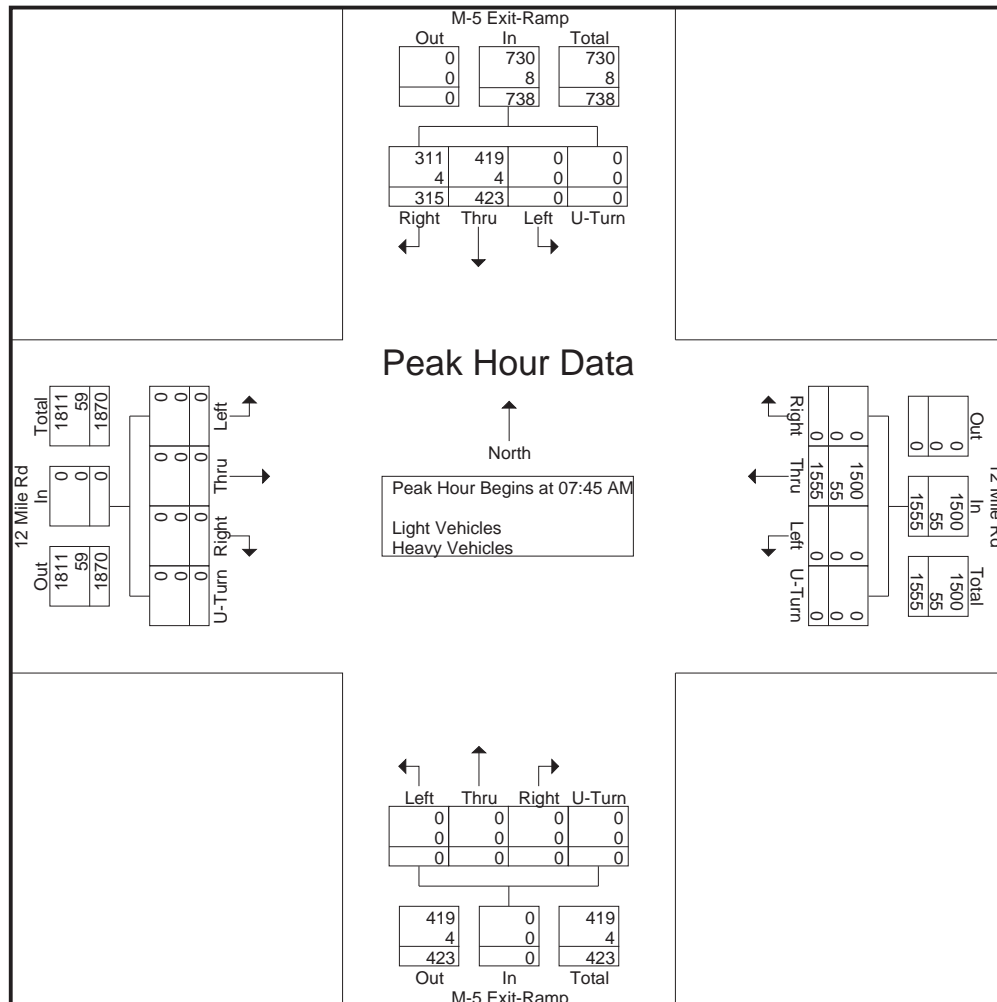 M-5 Exit-Ramp
Out In Total
0 730 730
0 8 8
0 738 738
311 419 0 0
4 4 0 0
315 423 0 0
Right Thru Left U-Turn
Peak Hour Data
North
Peak Hour Begins at 07:45 AM
Light Vehicles
Heavy Vehicles
12 Mile Rd
Out In Total
1811 0 1811
59 0 59
1870 0 1870
0 0 0 0
0 0 0 0
0 0 0 0
U-Turn Right Thru Left
Right Thru Left U-Turn
0 1500 0 0
0 55 0 0
0 1555 0 0
Out In Total
0 1500 1500
0 55 55
0 1555 1555
12 Mile Rd
Left Thru Right U-Turn
0 0 0 0
0 0 0 0
0 0 0 0
419 0 419
4 0 4
423 0 423
Out In Total
M-5 Exit-Ramp